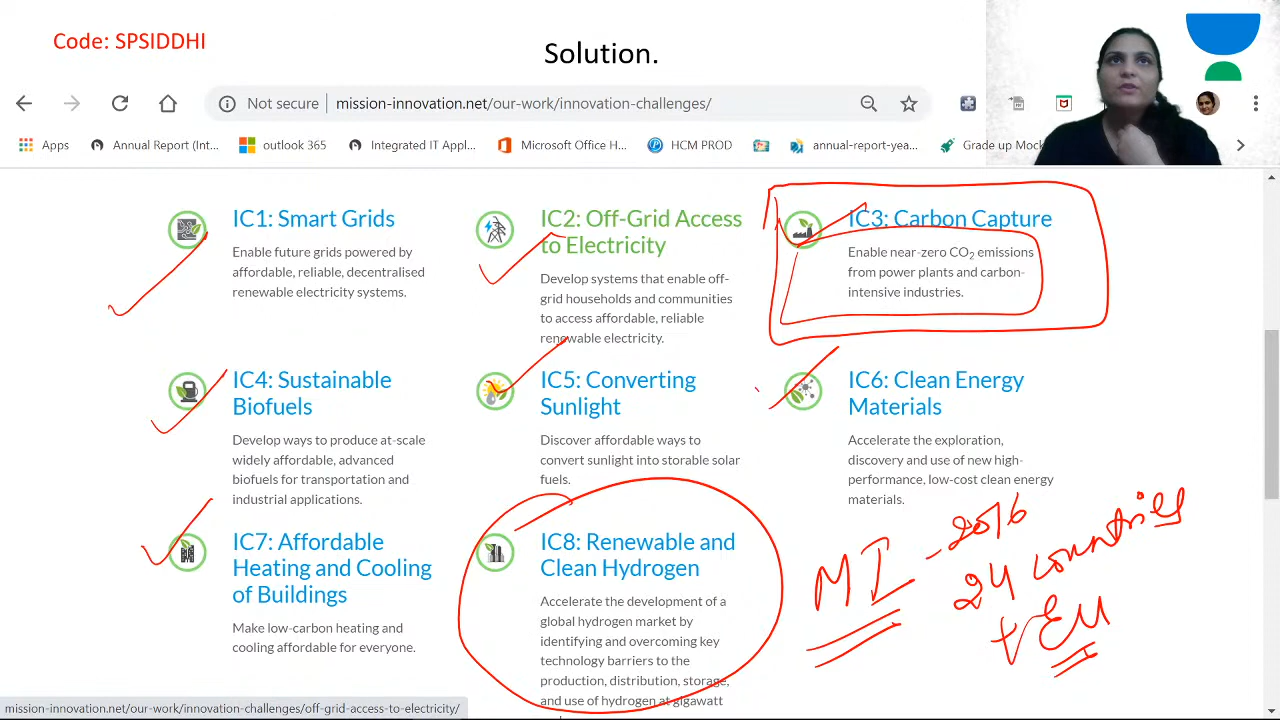 Code: SPSIDDHI
Solution.
Not secure
mission-innovation.net/our-work/innovation-challenges/
Apps
Annual Report (Int...
outlook 365
Integrated IT Appl...
Microsoft Office H...
HCM PROD
annual-report-yea...
Grade up Mock
IC1: Smart Grids
Enable future grids powered by
affordable, reliable, decentralised
renewable electricity systems.
IC2: Off-Grid Access
to Electricity
Develop systems that enable off-
grid households and communities
to access affordable, reliable
renewable electricity.
IC3: Carbon Capture
Enable near-zero CO2 emissions
from power plants and carbon-
intensive industries.
IC4: Sustainable
Biofuels
Develop ways to produce at-scale
widely affordable, advanced
biofuels for transportation and
industrial applications.
IC5: Converting
Sunlight
Discover affordable ways to
convert sunlight into storable solar
fuels.
IC6: Clean Energy
Materials
Accelerate the exploration,
discovery and use of new high-
performance, low-cost clean energy
materials.
IC7: Affordable
Heating and Cooling
of Buildings
Make low-carbon heating and
cooling affordable for everyone.
IC8: Renewable and
Clean Hydrogen
Accelerate the development of a
global hydrogen market by
identifying and overcoming key
technology barriers to the
production, distribution, storage,
and use of hydrogen at gigawatt
MI - 2016
24 countries
+ EU
mission-innovation.net/our-work/innovation-challenges/off-grid-access-to-electricity/